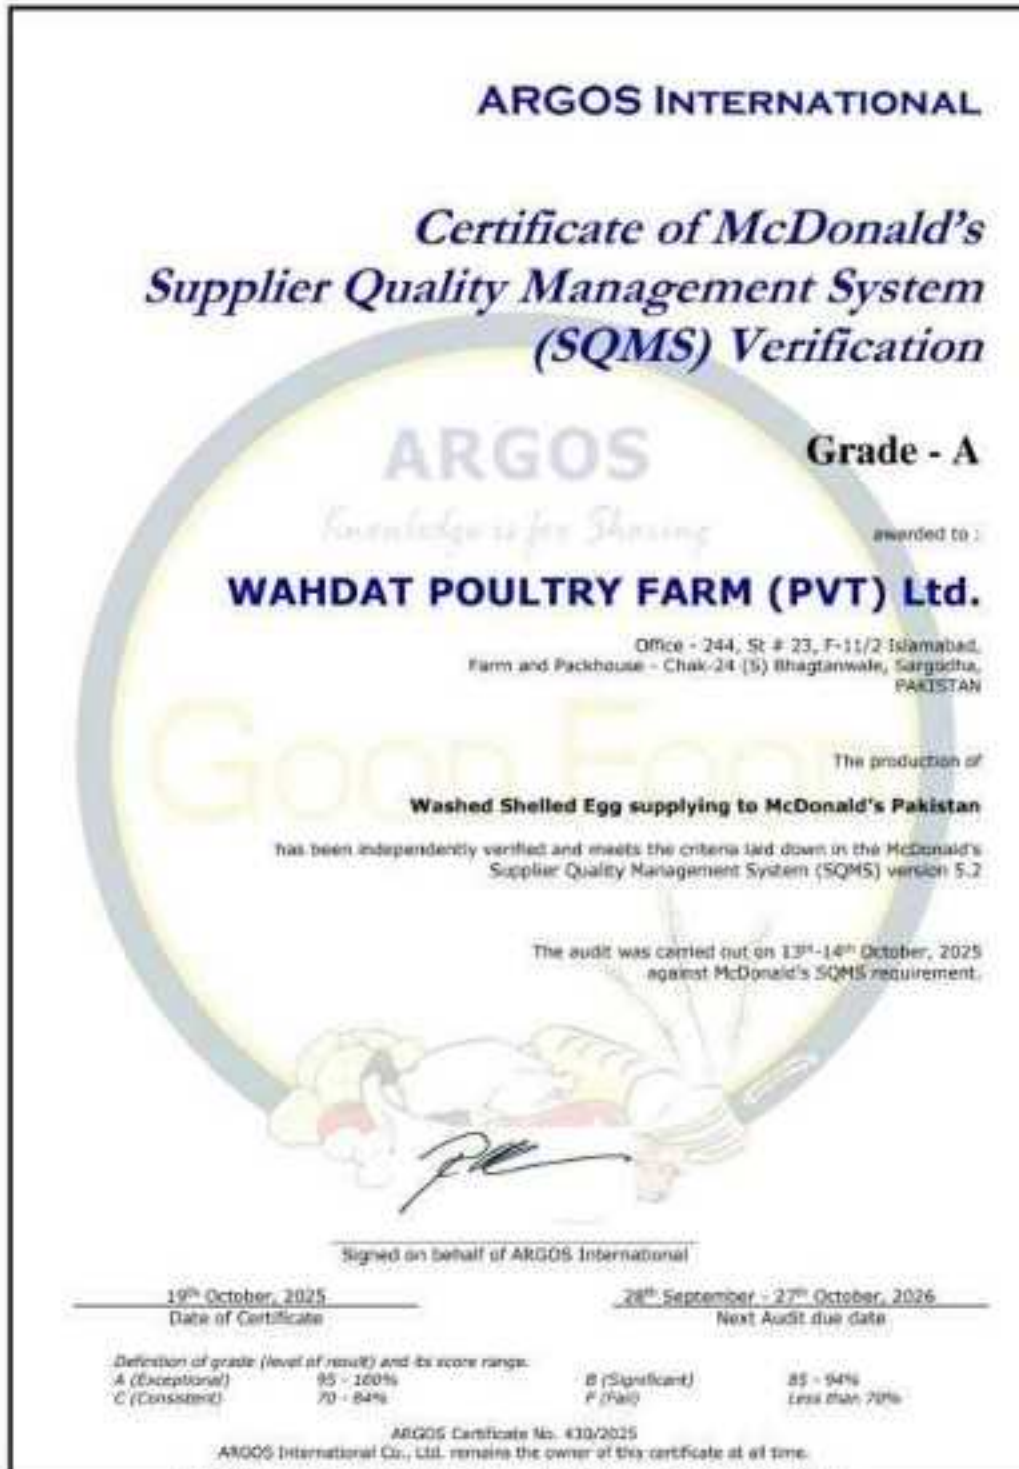 ARGOS INTERNATIONAL
Certificate of McDonald's
Supplier Quality Management System
(SQMS) Verification
ARGOS
Grade - A
Knowledge is for Sharing
awarded to :
WAHDAT POULTRY FARM (PVT) Ltd.
Office - 244, St # 23, F-11/2 Islamabad,
Farm and Packhouse - Chak-24 (S) Bhagtanwale, Sargodha,
PAKISTAN
GOOD FOOD
The production of
Washed Shelled Egg supplying to McDonald's Pakistan
has been independently verified and meets the criteria laid down in the McDonald's
Supplier Quality Management System (SQMS) version 5.2
The audit was carried out on 13th-14th October, 2025
against McDonald's SQMS requirement.
Signed on behalf of ARGOS International
19th October, 2025
Date of Certificate
28th September - 27th October, 2026
Next Audit due date
Definition of grade (level of result) and its score range.
A (Exceptional) 95 - 100% B (Significant) 85 - 94%
C (Consistent) 70 - 84% F (Fail) Less than 70%
ARGOS Certificate No. 430/2025
ARGOS International Co., Ltd. remains the owner of this certificate at all time.